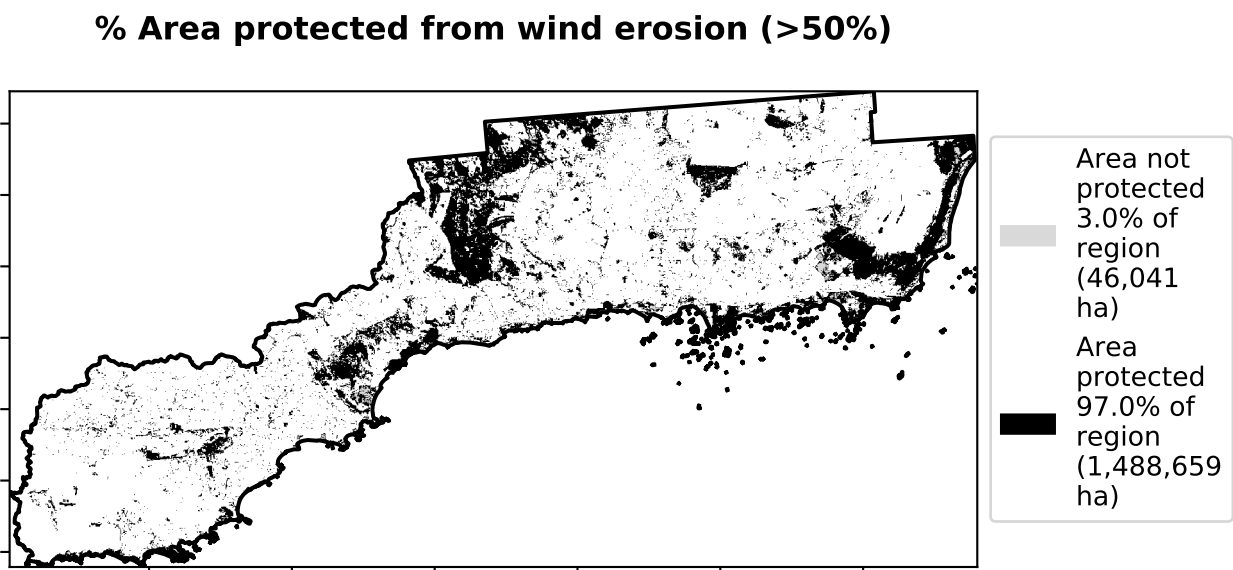 % Area protected from wind erosion (>50%)
Area not
protected
3.0% of
region
(46,041
ha)
Area
protected
97.0% of
region
(1,488,659
ha)